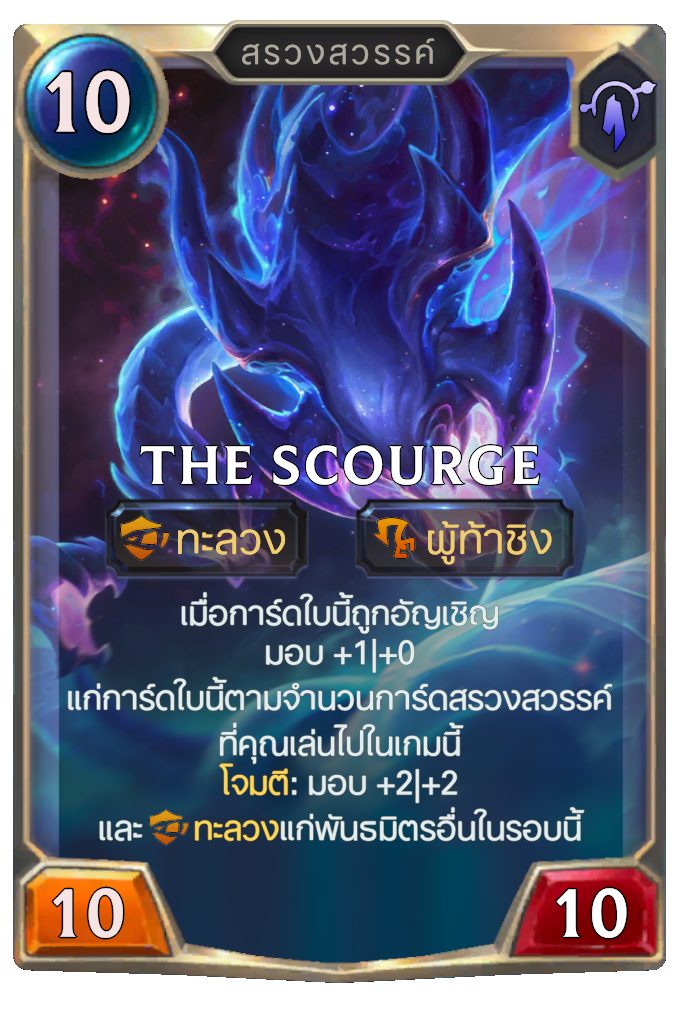 สรวงสวรรค์
10
THE SCOURGE
ทะลวง
ผู้ท้าชิง
เมื่อการ์ดใบนี้ถูกอัญเชิญ
มอบ +1|+0
แก่การ์ดใบนี้ตามจำนวนการ์ดสรวงสวรรค์
ที่คุณเล่นไปในเกมนี้
โจมตี: มอบ +2|+2
และ ทะลวงแก่พันธมิตรอื่นในรอบนี้
10
10